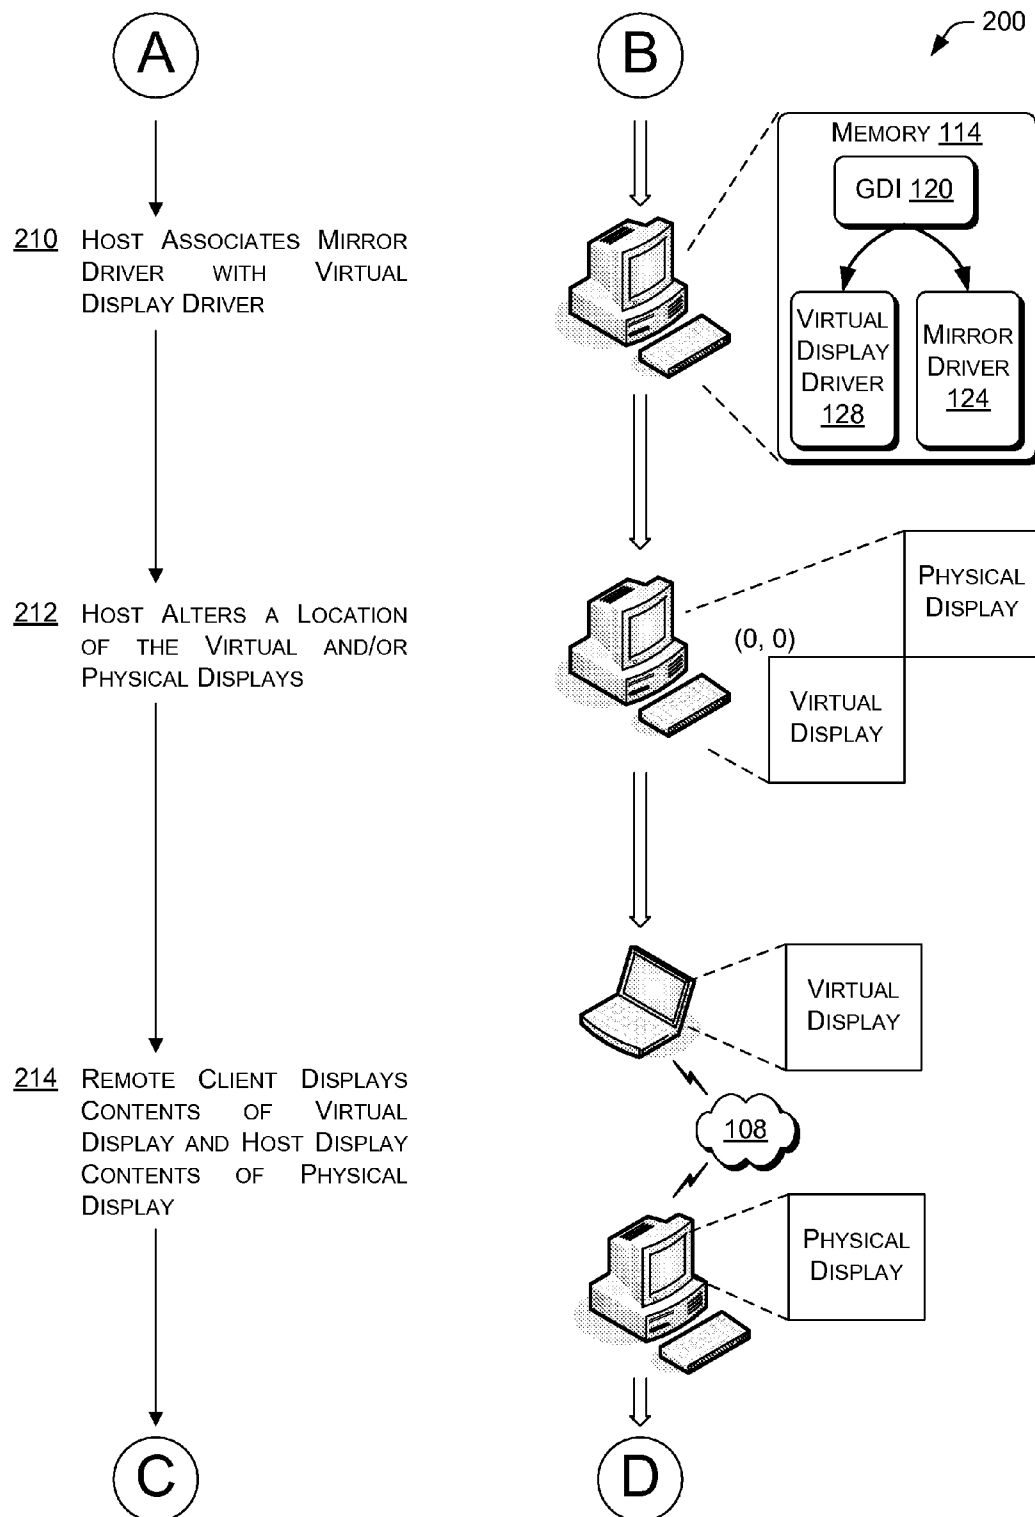 A
B
200
MEMORY 114
GDI 120
VIRTUAL
DISPLAY
DRIVER
128
MIRROR
DRIVER
124
210 HOST ASSOCIATES MIRROR
DRIVER WITH VIRTUAL
DISPLAY DRIVER
PHYSICAL
DISPLAY
(0, 0)
VIRTUAL
DISPLAY
212 HOST ALTERS A LOCATION
OF THE VIRTUAL AND/OR
PHYSICAL DISPLAYS
VIRTUAL
DISPLAY
214 REMOTE CLIENT DISPLAYS
CONTENTS OF VIRTUAL
DISPLAY AND HOST DISPLAY
CONTENTS OF PHYSICAL
DISPLAY
108
PHYSICAL
DISPLAY
C
D